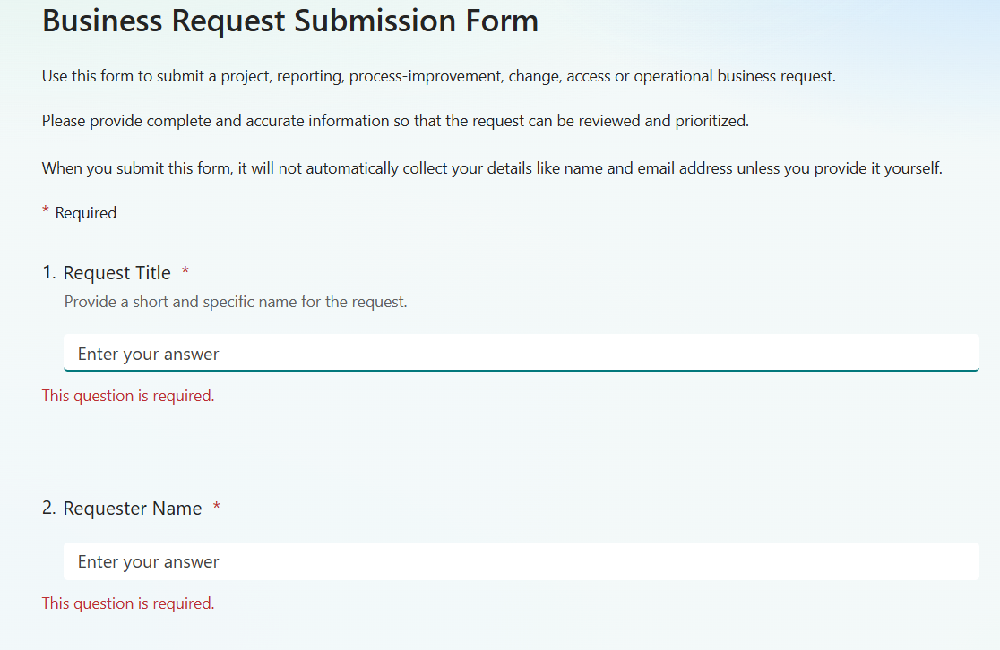 Business Request Submission Form
Use this form to submit a project, reporting, process-improvement, change, access or operational business request.
Please provide complete and accurate information so that the request can be reviewed and prioritized.
When you submit this form, it will not automatically collect your details like name and email address unless you provide it yourself.
* Required
1. Request Title *
Provide a short and specific name for the request.
Enter your answer
This question is required.
2. Requester Name *
Enter your answer
This question is required.